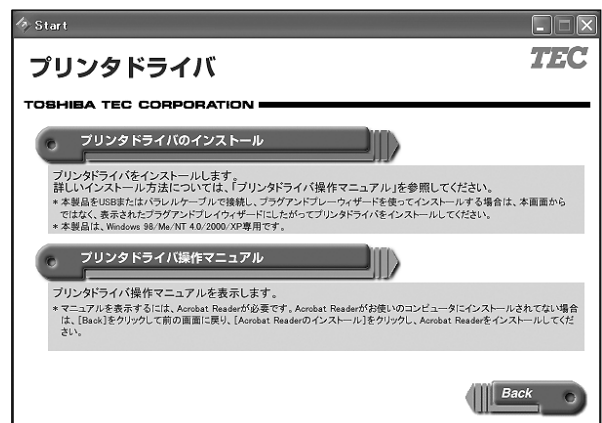 Start
プリンタドライバ
TEC
TOSHIBA TEC CORPORATION
プリンタドライバのインストール
プリンタドライバをインストールします。
詳しいインストール方法については、「プリンタドライバ操作マニュアル」を参照してください。
* 本製品をUSBまたはパラレルケーブルで接続し、プラグアンドプレーウィザードを使ってインストールする場合は、本画面から
ではなく、表示されたプラグアンドプレイウィザードにしたがってプリンタドライバをインストールしてください。
* 本製品は、Windows 98/Me/NT 4.0/2000/XP専用です。
プリンタドライバ操作マニュアル
プリンタドライバ操作マニュアルを表示します。
* マニュアルを表示するには、Acrobat Readerが必要です。Acrobat Readerがお使いのコンピュータにインストールされてない場合
は、[Back]をクリックして前の画面に戻り、[Acrobat Readerのインストール]をクリックし、Acrobat Readerをインストールしてくだ
さい。
Back